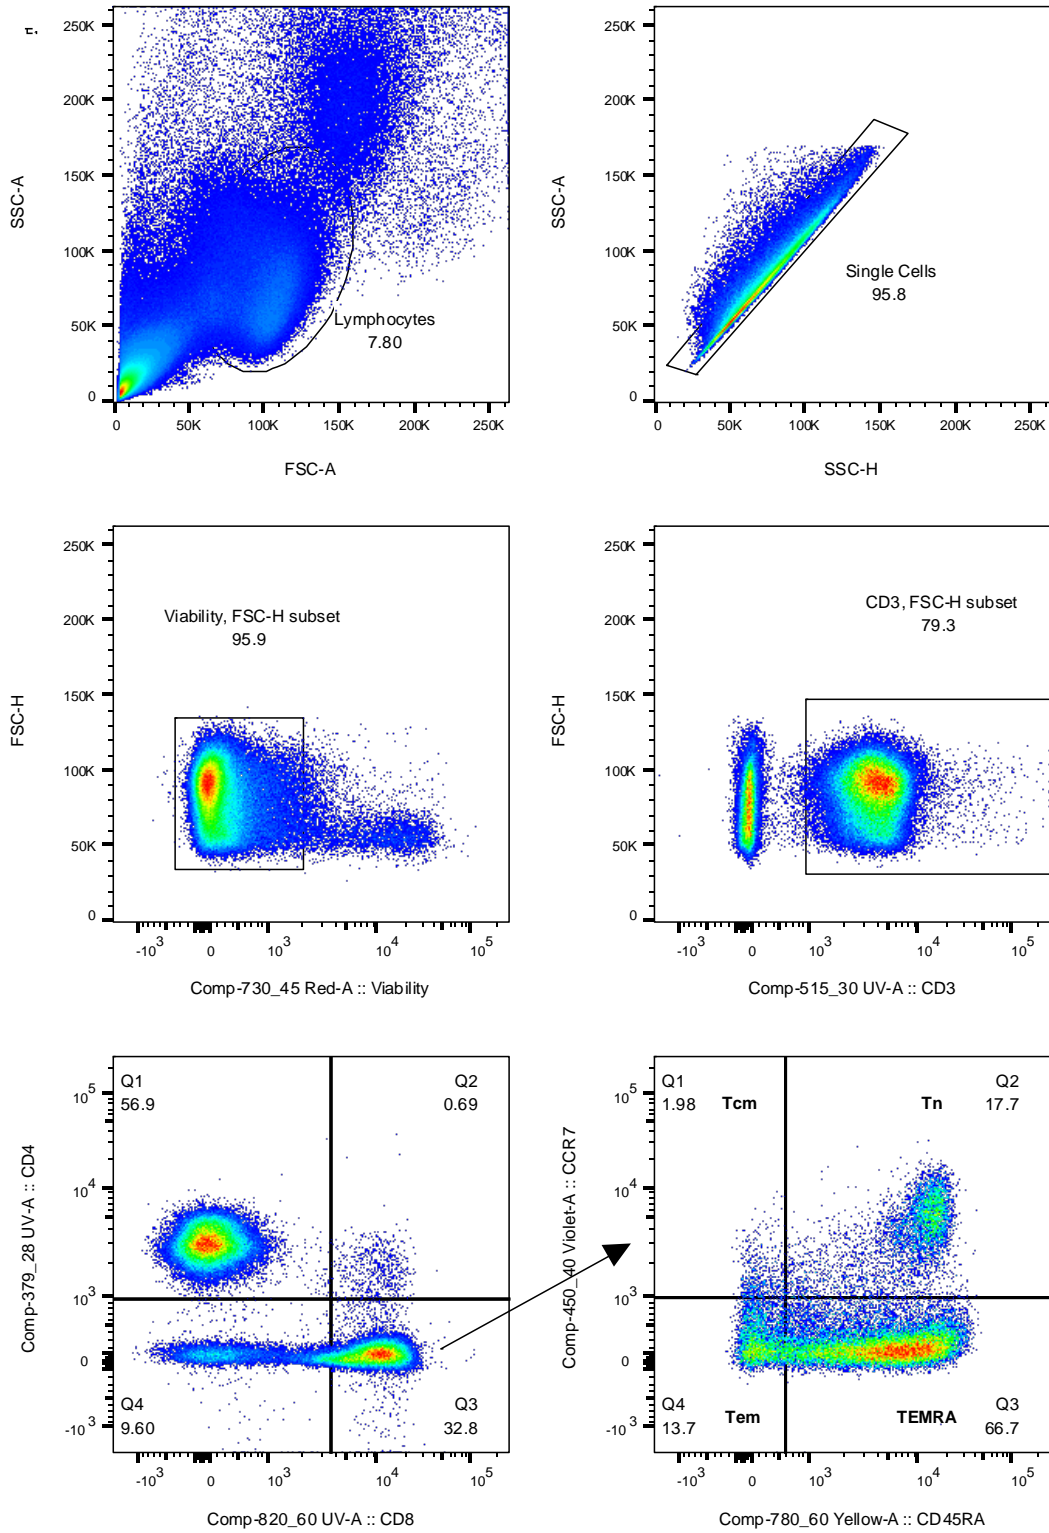 250K
200K
150K
100K
50K
0
SSC-A
Lymphocytes
7.80
0 50K 100K 150K 200K 250K
FSC-A
250K
200K
150K
100K
50K
0
SSC-A
Single Cells
95.8
0 50K 100K 150K 200K 250K
SSC-H
250K
200K
150K
100K
50K
0
FSC-H
Viability, FSC-H subset
95.9
-10^3 0 10^3 10^4 10^5
Comp-730_45 Red-A :: Viability
250K
200K
150K
100K
50K
0
FSC-H
CD3, FSC-H subset
79.3
-10^3 0 10^3 10^4 10^5
Comp-515_30 UV-A :: CD3
10^5
10^4
10^3
0
-10^3
Comp-379_28 UV-A :: CD4
Q1
56.9
Q2
0.69
Q4
9.60
Q3
32.8
-10^3 0 10^3 10^4 10^5
Comp-820_60 UV-A :: CD8
10^5
10^4
10^3
0
-10^3
Comp-450_40 Violet-A :: CCR7
Q1
1.98 Tcm
Q2
Tn 17.7
Q4
13.7 Tem
Q3
TEMRA 66.7
0 10^3 10^4 10^5
Comp-780_60 Yellow-A :: CD45RA